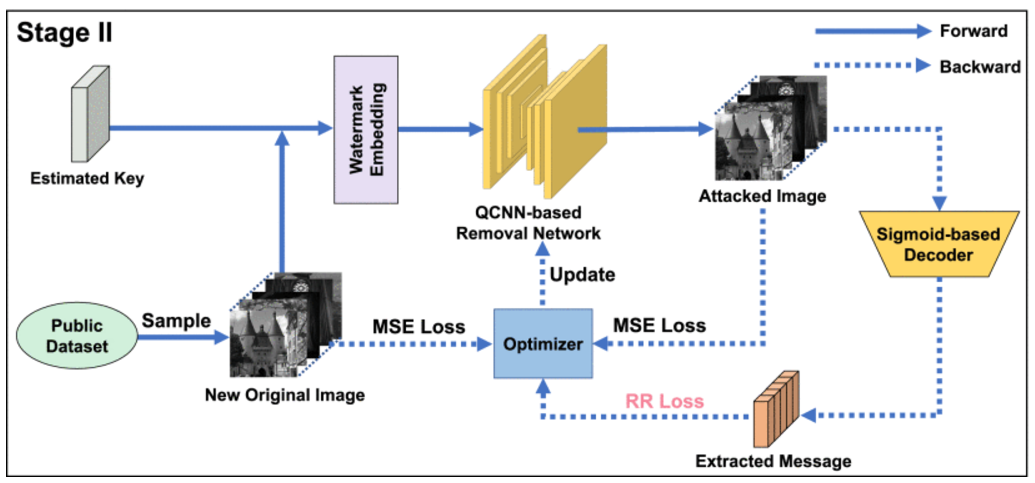 Stage II
Forward
Backward
Estimated Key
Watermark
Embedding
QCNN-based
Removal Network
Attacked Image
Sigmoid-based
Decoder
Update
Public
Dataset
Sample
New Original Image
MSE Loss
Optimizer
MSE Loss
RR Loss
Extracted Message